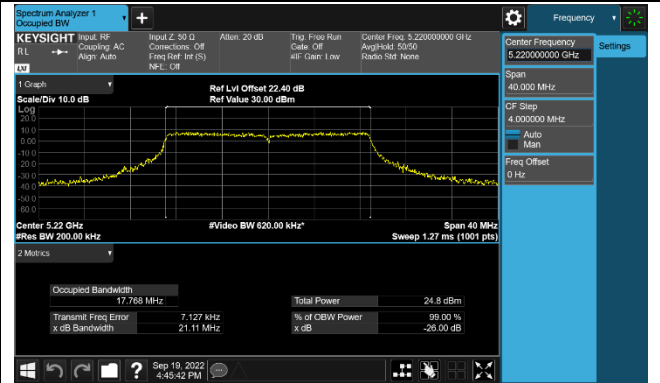 Spectrum Analyzer 1
Occupied BW
+
Frequency
KEYSIGHT
RL
LXI
Input: RF
Coupling: AC
Align: Auto
Input Z: 50 Ω
Corrections: Off
Freq Ref: Int (S)
NFE: Off
Atten: 20 dB
Trig: Free Run
Gate: Off
#IF Gain: Low
Center Freq: 5.220000000 GHz
Avg|Hold: 50/50
Radio Std: None
Center Frequency
5.220000000 GHz
Settings
Span
40.000 MHz
CF Step
4.000000 MHz
Auto
Man
Freq Offset
0 Hz
1 Graph
Scale/Div 10.0 dB
Ref Lvl Offset 22.40 dB
Ref Value 30.00 dBm
Log
20.0
10.0
0.00
-10.0
-20.0
-30.0
-40.0
-50.0
-60.0
Center 5.22 GHz
#Res BW 200.00 kHz
#Video BW 620.00 kHz*
Span 40 MHz
Sweep 1.27 ms (1001 pts)
2 Metrics
Occupied Bandwidth
17.768 MHz
Total Power 24.8 dBm
Transmit Freq Error 7.127 kHz
% of OBW Power 99.00 %
x dB Bandwidth 21.11 MHz
x dB -26.00 dB
?
Sep 19, 2022
4:45:42 PM